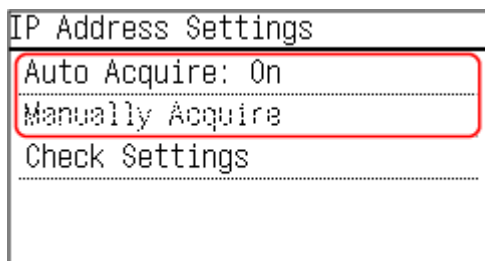 IP Address Settings
Auto Acquire: On
Manually Acquire
Check Settings